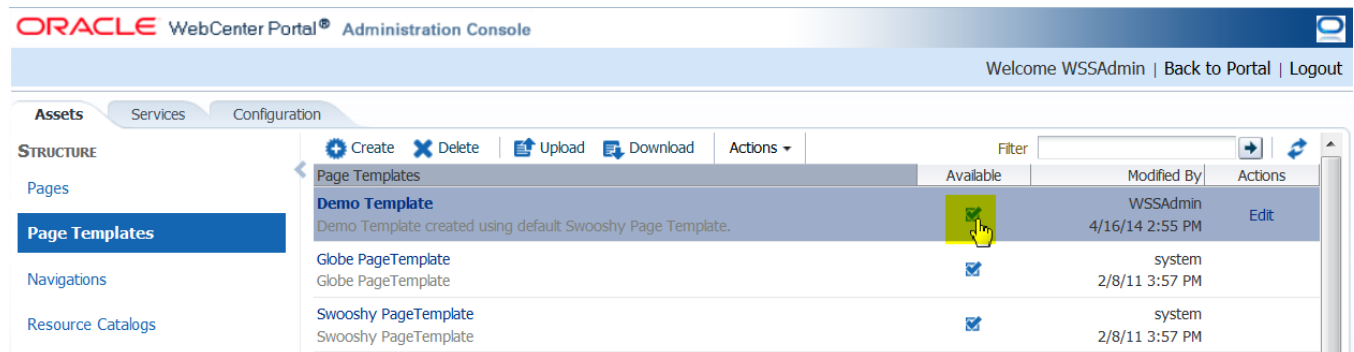 ORACLE WebCenter Portal® Administration Console
Welcome WSSAdmin | Back to Portal | Logout
Assets Services Configuration
STRUCTURE
Pages
Page Templates
Navigations
Resource Catalogs
Create Delete Upload Download Actions Filter
Page Templates Available Modified By Actions
Demo Template WSSAdmin
Demo Template created using default Swooshy Page Template. 4/16/14 2:55 PM Edit
Globe PageTemplate system
Globe PageTemplate 2/8/11 3:57 PM
Swooshy PageTemplate system
Swooshy PageTemplate 2/8/11 3:57 PM